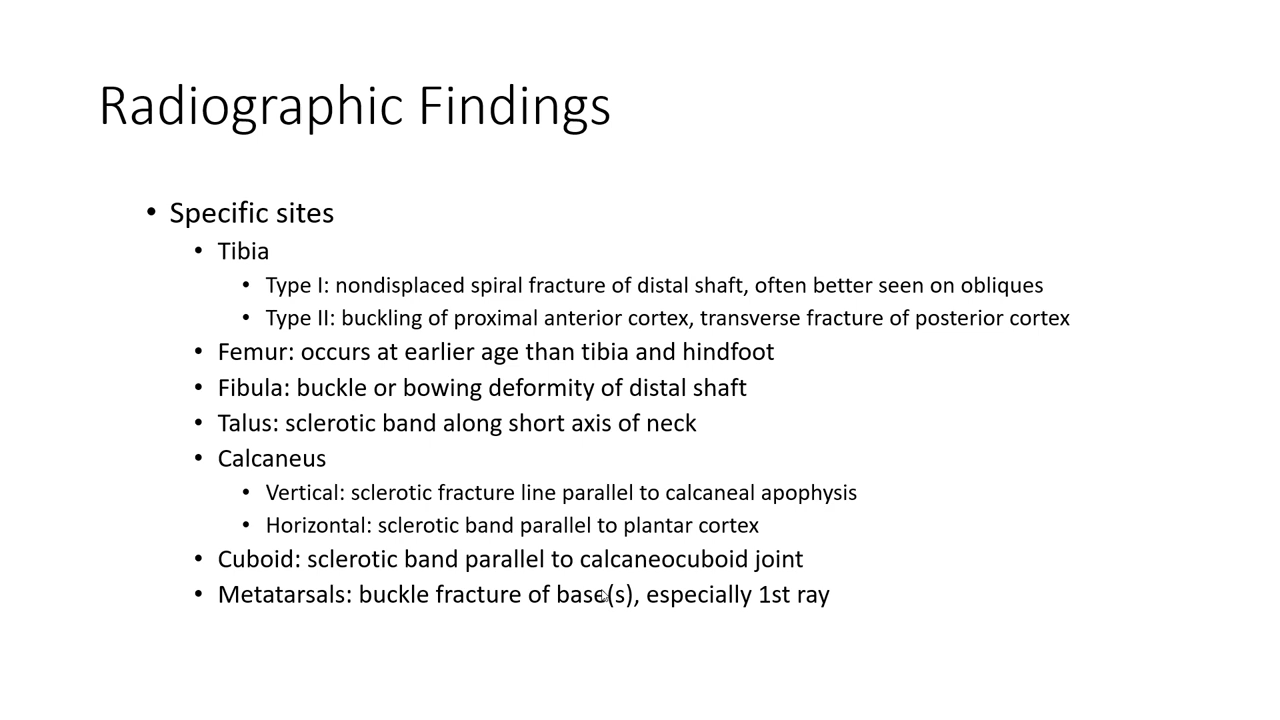 Radiographic Findings
• Specific sites
• Tibia
• Type I: nondisplaced spiral fracture of distal shaft, often better seen on obliques
• Type II: buckling of proximal anterior cortex, transverse fracture of posterior cortex
• Femur: occurs at earlier age than tibia and hindfoot
• Fibula: buckle or bowing deformity of distal shaft
• Talus: sclerotic band along short axis of neck
• Calcaneus
• Vertical: sclerotic fracture line parallel to calcaneal apophysis
• Horizontal: sclerotic band parallel to plantar cortex
• Cuboid: sclerotic band parallel to calcaneocuboid joint
• Metatarsals: buckle fracture of base(s), especially 1st ray